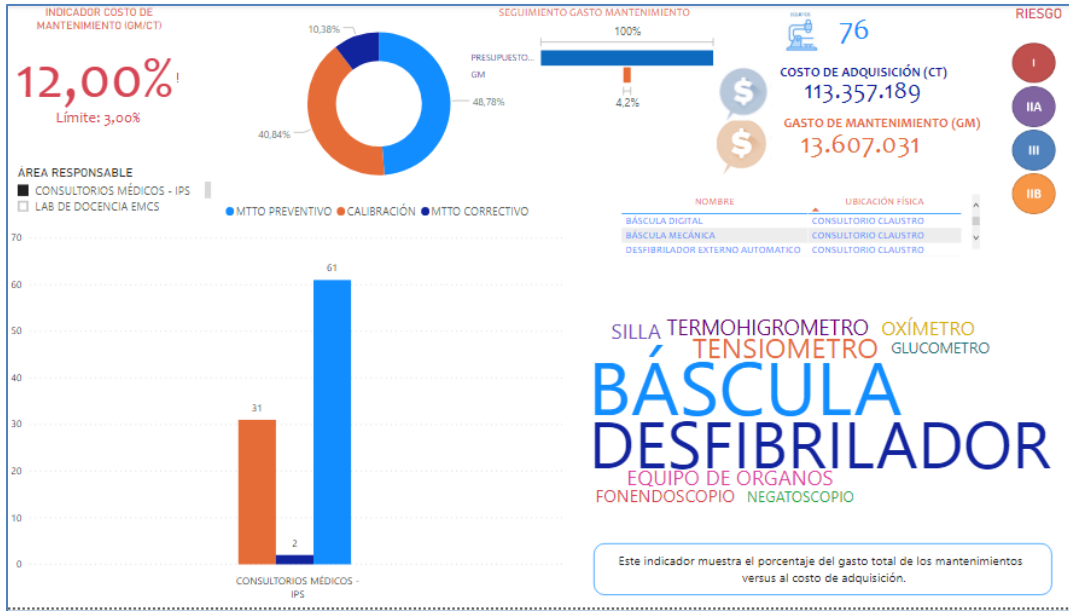 INDICADOR COSTO DE
MANTENIMIENTO (GM/CT)
12,00%!
Límite: 3,00%
10,38%
48,78%
40,84%
SEGUIMIENTO GASTO MANTENIMIENTO
100%
PRESUPUESTO...
GM
4,2%
EQUIPOS
76
COSTO DE ADQUISICIÓN (CT)
113.357.189
GASTO DE MANTENIMIENTO (GM)
13.607.031
RIESGO
I
IIA
III
IIB
ÁREA RESPONSABLE
CONSULTORIOS MÉDICOS - IPS
LAB DE DOCENCIA EMCS
MTTO PREVENTIVO CALIBRACIÓN MTTO CORRECTIVO
NOMBRE UBICACIÓN FÍSICA
BÁSCULA DIGITAL CONSULTORIO CLAUSTRO
BÁSCULA MECÁNICA CONSULTORIO CLAUSTRO
DESFIBRILADOR EXTERNO AUTOMATICO CONSULTORIO CLAUSTRO
70
60
50
40
30
20
10
0
31
2
61
CONSULTORIOS MÉDICOS -
IPS
SILLA TERMOHIGROMETRO OXÍMETRO
TENSIOMETRO GLUCOMETRO
BÁSCULA
DESFIBRILADOR
EQUIPO DE ORGANOS
FONENDOSCOPIO NEGATOSCOPIO
Este indicador muestra el porcentaje del gasto total de los mantenimientos
versus al costo de adquisición.